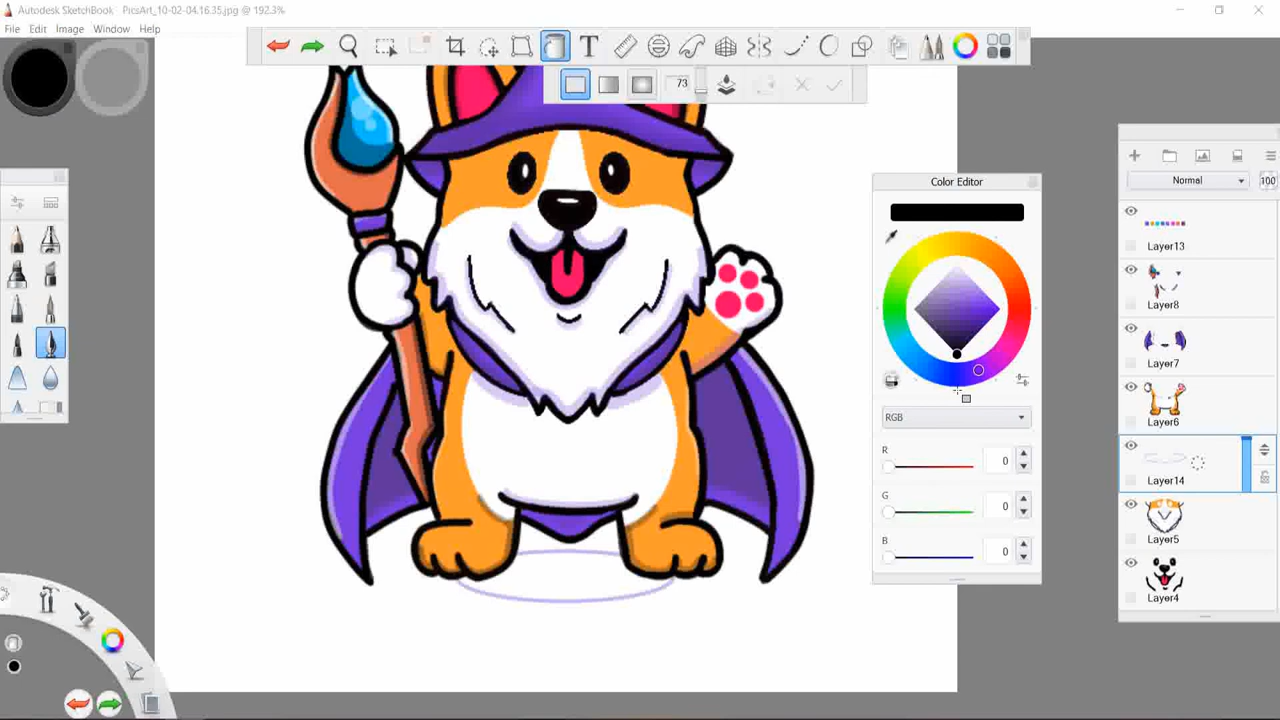 Autodesk SketchBook PicsArt_10-02-04.16.35.jpg @ 192.3%
File Edit Image Window Help
T
73
Color Editor
Normal 100
Layer13
Layer8
Layer7
Layer6
RGB
R 0
Layer14
G 0
Layer5
B 0
Layer4